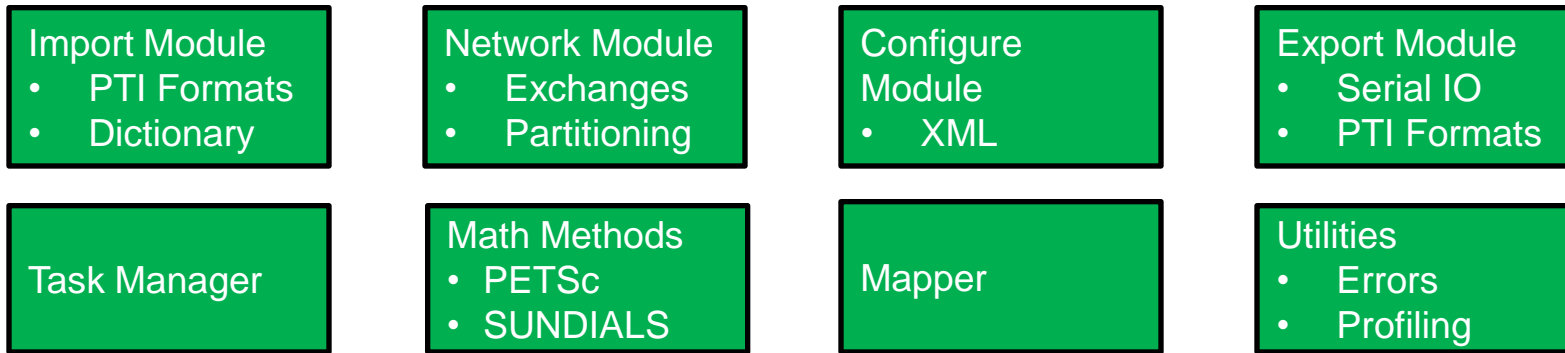 Import Module
• PTI Formats
• Dictionary
Network Module
• Exchanges
• Partitioning
Configure
Module
• XML
Export Module
• Serial IO
• PTI Formats
Task Manager
Math Methods
• PETSc
• SUNDIALS
Mapper
Utilities
• Errors
• Profiling